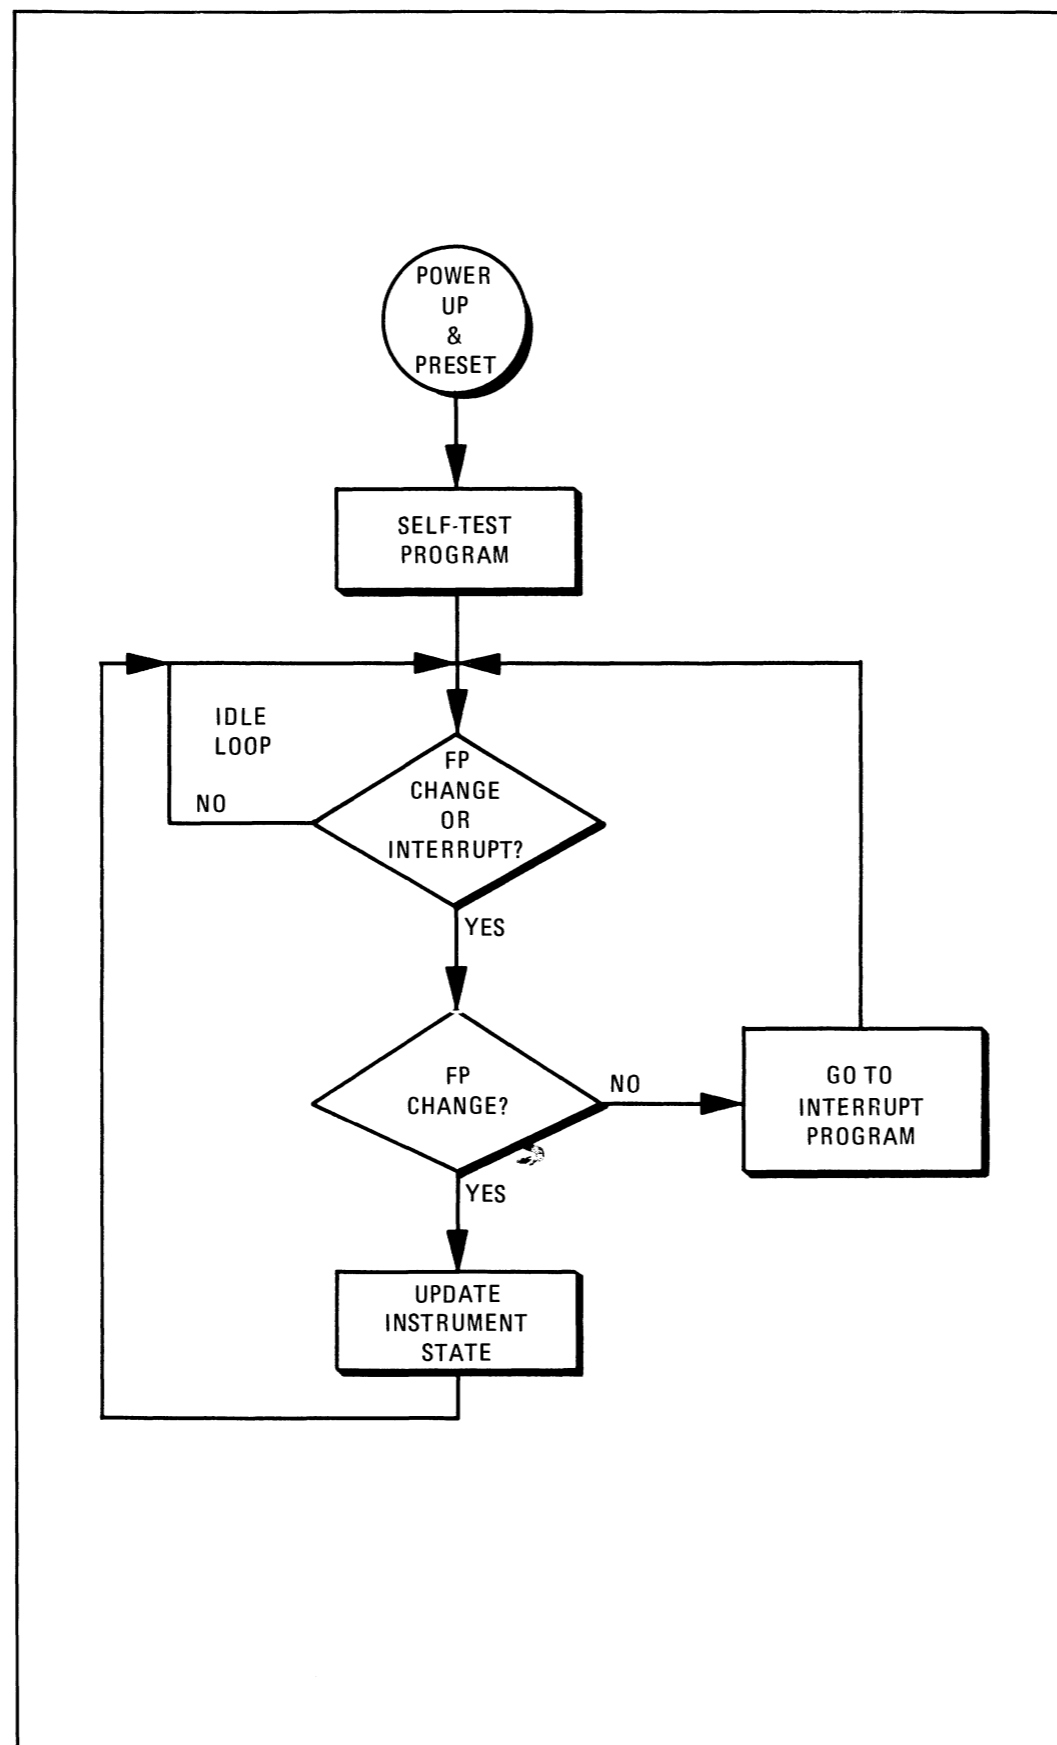 POWER
UP
&
PRESET
SELF-TEST
PROGRAM
IDLE
LOOP
NO
FP
CHANGE
OR
INTERRUPT?
YES
FP
CHANGE?
NO
GO TO
INTERRUPT
PROGRAM
YES
UPDATE
INSTRUMENT
STATE